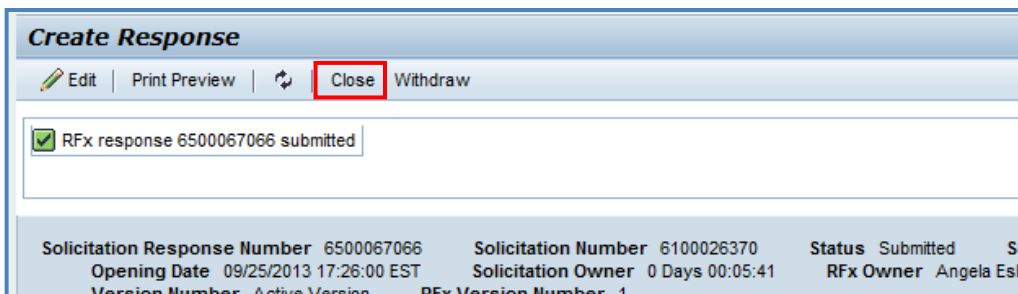 Create Response
Edit Print Preview Close Withdraw
RFx response 6500067066 submitted
Solicitation Response Number 6500067066 Solicitation Number 6100026370 Status Submitted
Opening Date 09/25/2013 17:26:00 EST Solicitation Owner 0 Days 00:05:41 RFx Owner Angela
Version Number Active Version RFx Version Number 1